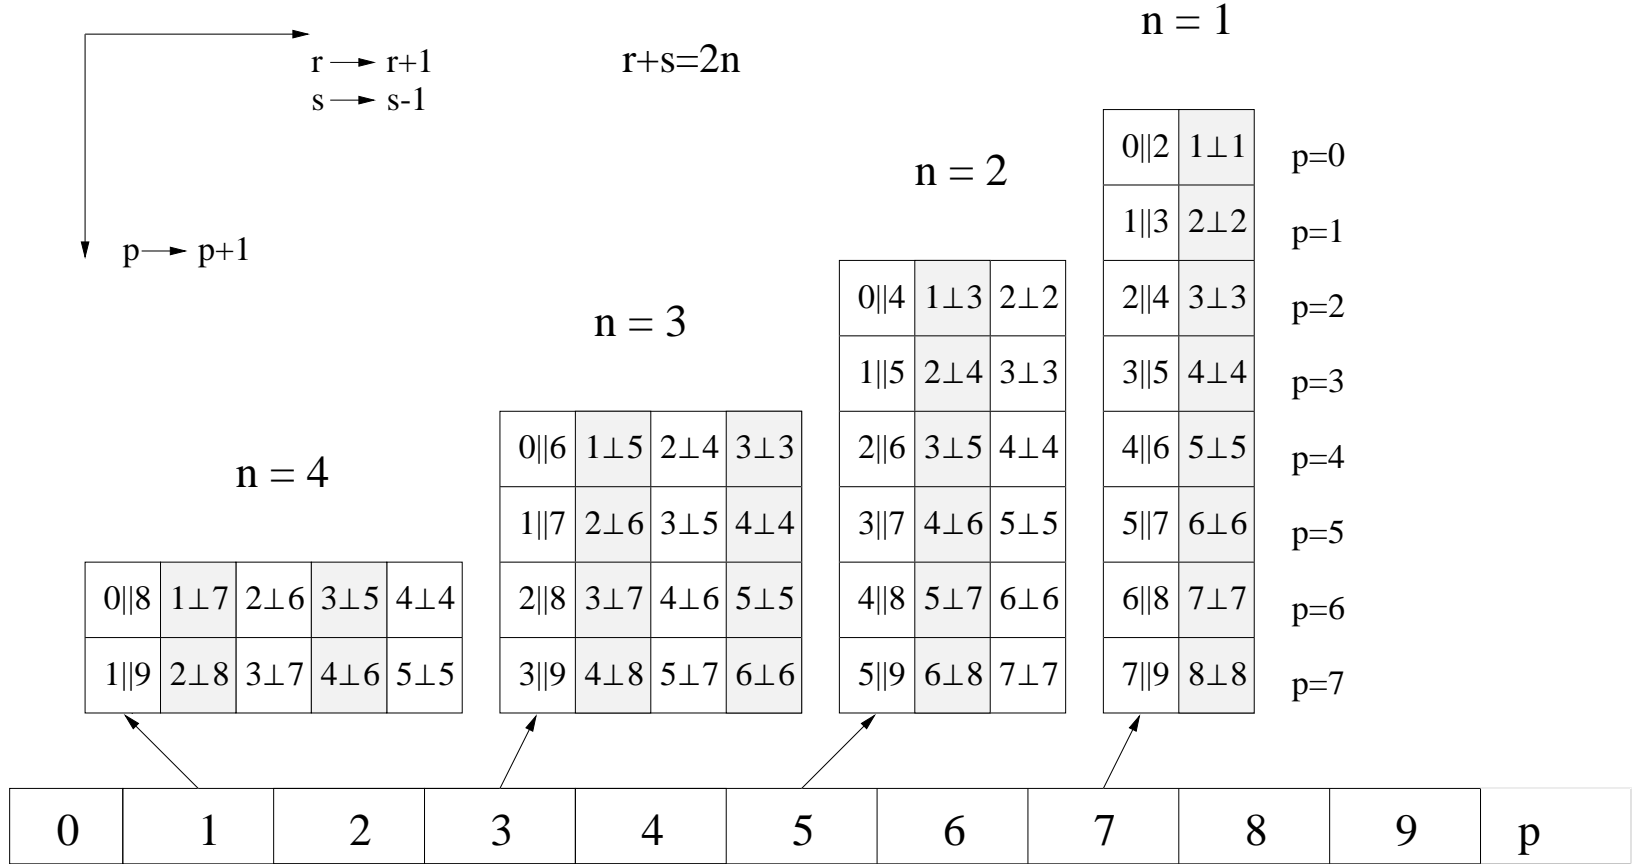 n = 1
r → r+1
r+s=2n
s → s-1
0||2 1⊥1 p=0
n = 2
1||3 2⊥2 p=1
p → p+1
0||4 1⊥3 2⊥2 2||4 3⊥3 p=2
n = 3
1||5 2⊥4 3⊥3 3||5 4⊥4 p=3
0||6 1⊥5 2⊥4 3⊥3 2||6 3⊥5 4⊥4 4||6 5⊥5 p=4
n = 4
1||7 2⊥6 3⊥5 4⊥4 3||7 4⊥6 5⊥5 5||7 6⊥6 p=5
0||8 1⊥7 2⊥6 3⊥5 4⊥4 2||8 3⊥7 4⊥6 5⊥5 4||8 5⊥7 6⊥6 6||8 7⊥7 p=6
1||9 2⊥8 3⊥7 4⊥6 5⊥5 3||9 4⊥8 5⊥7 6⊥6 5||9 6⊥8 7⊥7 7||9 8⊥8 p=7
0 1 2 3 4 5 6 7 8 9 p